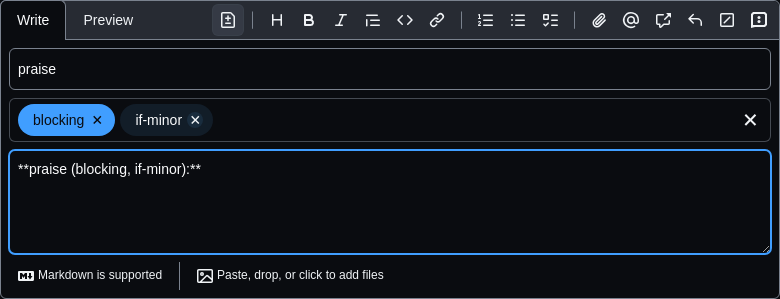 Write Preview
praise
blocking × if-minor ×
**praise (blocking, if-minor):**
Markdown is supported Paste, drop, or click to add files